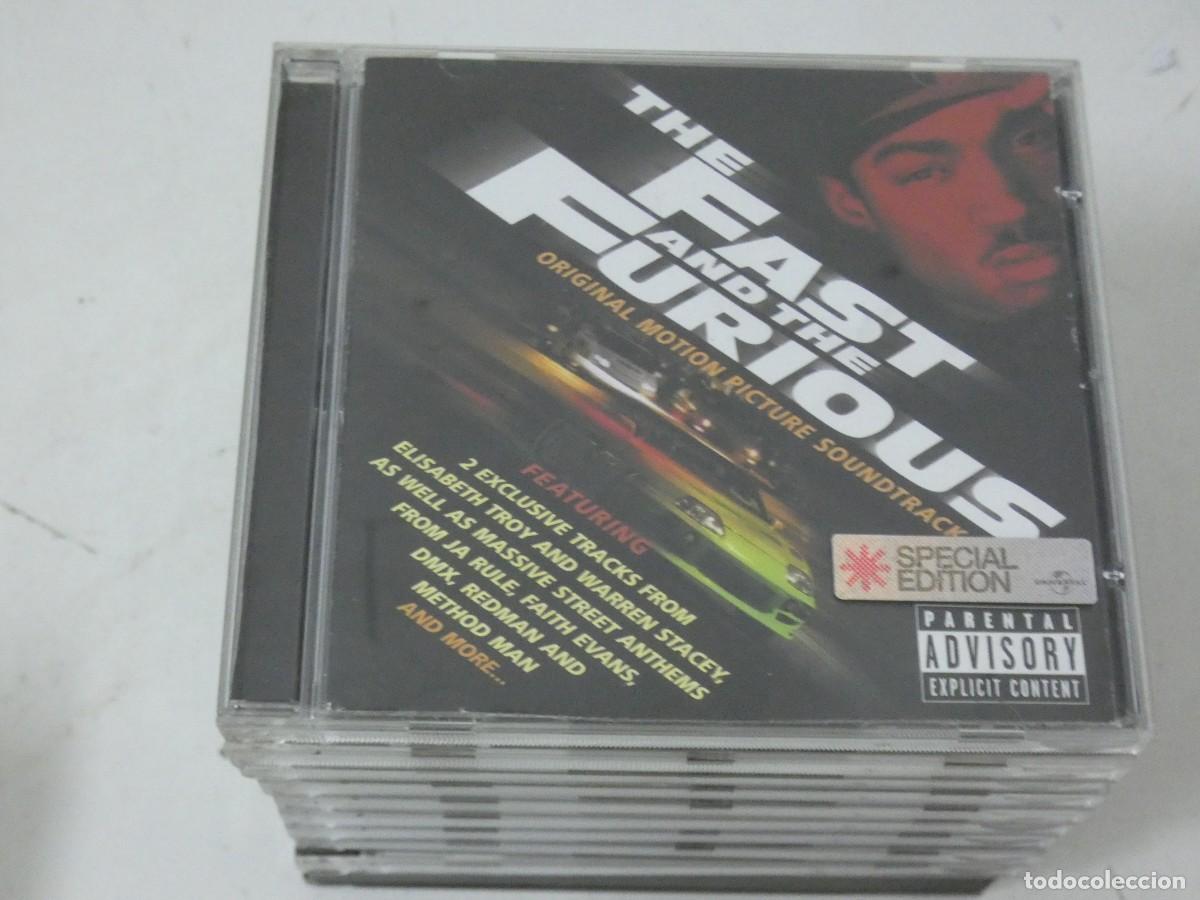 THE
FAST
AND THE
FURIOUS
ORIGINAL MOTION PICTURE SOUNDTRACK
FEATURING
2 EXCLUSIVE TRACKS FROM
ELISABETH TROY AND WARREN STACEY,
AS WELL AS MASSIVE STREET ANTHEMS
FROM JA RULE, FAITH EVANS,
DMX, REDMAN AND
METHOD MAN
AND MORE...
SPECIAL
EDITION
UNIVERSAL
PARENTAL
ADVISORY
EXPLICIT CONTENT
todocoleccion